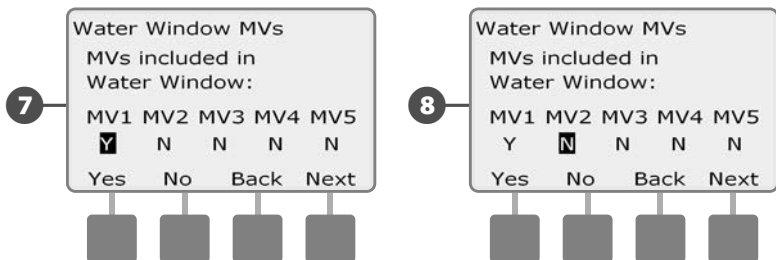 7
Water Window MVs
MVs included in
Water Window:
MV1 MV2 MV3 MV4 MV5
Y N N N N
Yes No Back Next
8
Water Window MVs
MVs included in
Water Window:
MV1 MV2 MV3 MV4 MV5
Y N N N N
Yes No Back Next